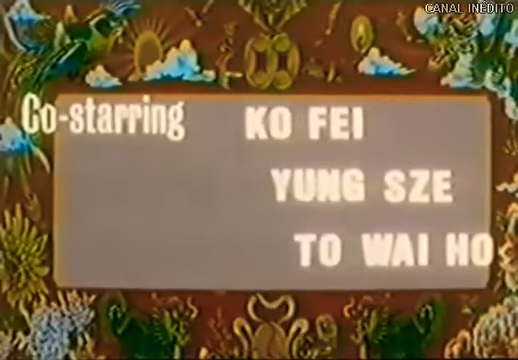 CANAL INÉDITO
Co-starring KO FEI
YUNG SZE
TO WAI HO